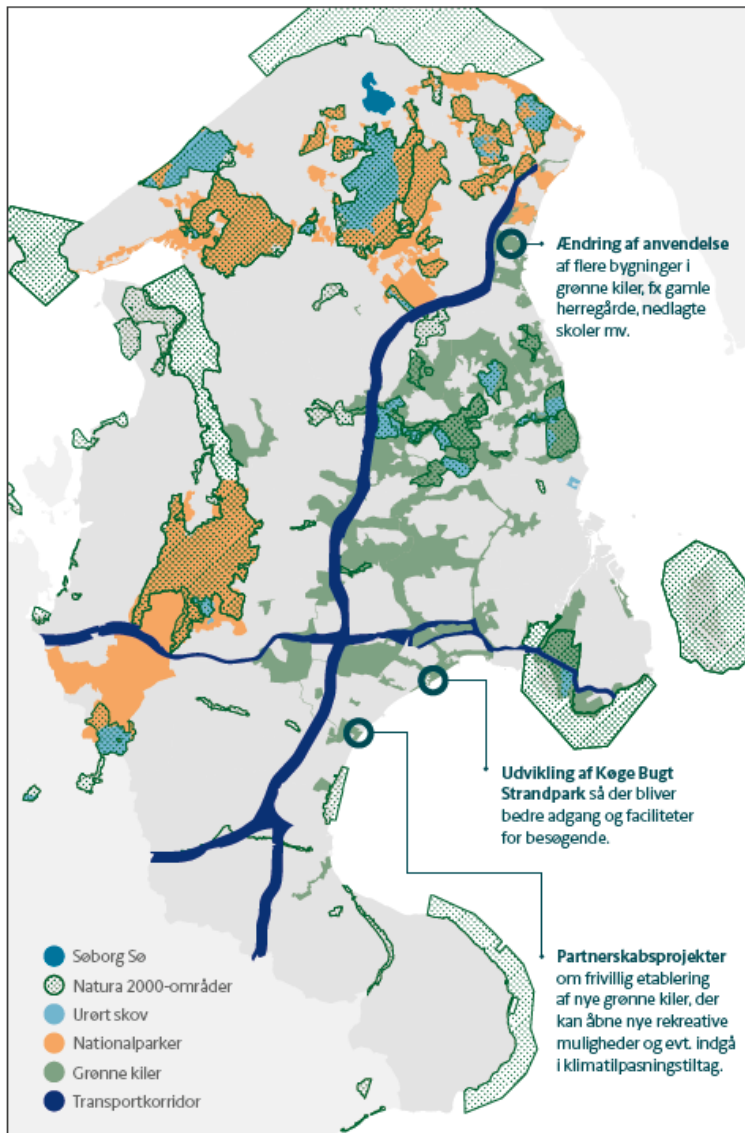 Ændring af anvendelse
af flere bygninger i
grønne kiler, fx gamle
herregårde, nedlagte
skoler mv.
Udvikling af Køge Bugt
Strandpark så der bliver
bedre adgang og faciliteter
for besøgende.
Partnerskabsprojekter
om frivillig etablering
af nye grønne kiler, der
kan åbne nye rekreative
muligheder og evt. indgå
i klimatilpasningstiltag.
Søborg Sø
Natura 2000-områder
Urørt skov
Nationalparker
Grønne kiler
Transportkorridor